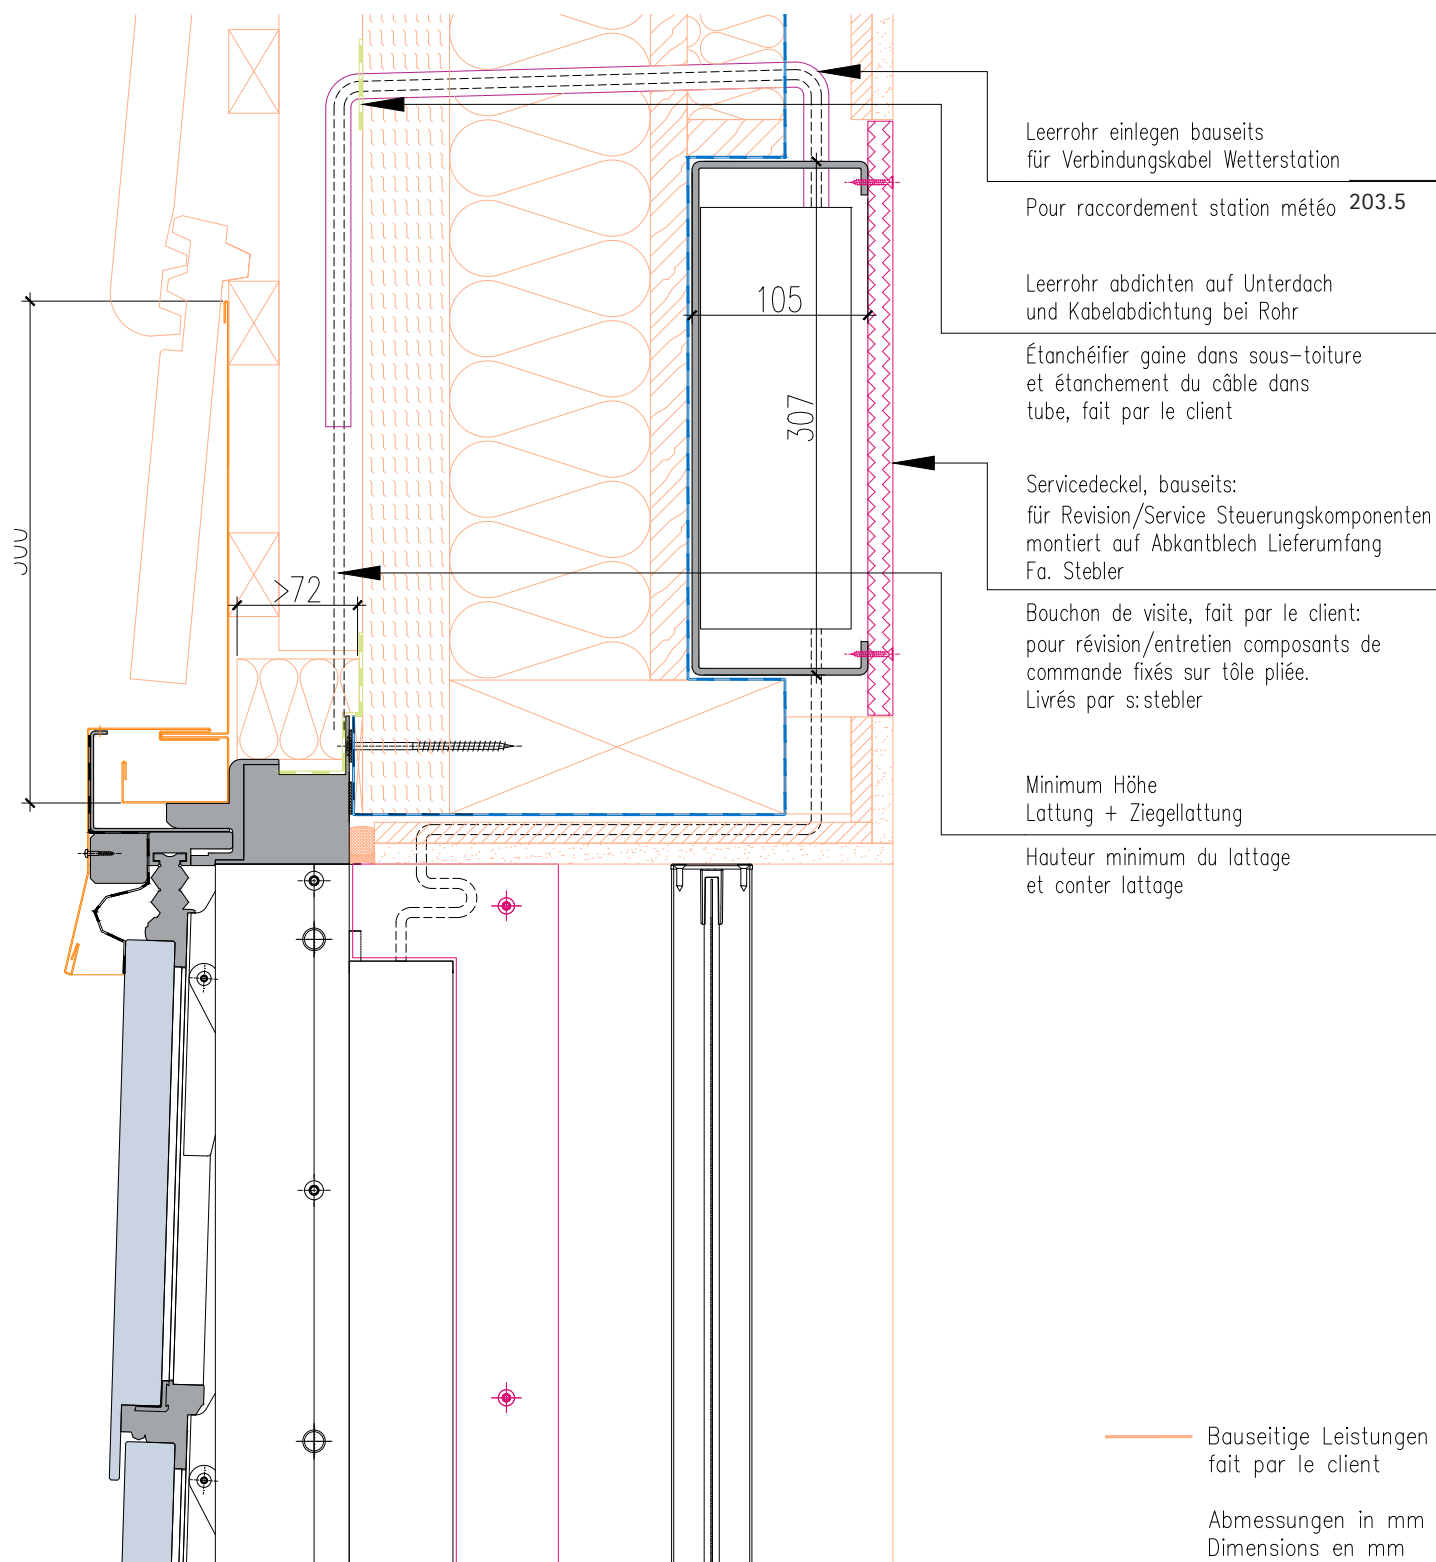 Leerrohr einlegen bauseits
für Verbindungskabel Wetterstation
Pour raccordement station météo 203.5
Leerrohr abdichten auf Unterdach
und Kabelabdichtung bei Rohr
Étanchéifier gaine dans sous-toiture
et étanchement du câble dans
tube, fait par le client
Servicedeckel, bauseits:
für Revision/Service Steuerungskomponenten
montiert auf Abkantblech Lieferumfang
Fa. Stebler
Bouchon de visite, fait par le client:
pour révision/entretien composants de
commande fixés sur tôle pliée.
Livrés par s:stebler
Minimum Höhe
Lattung + Ziegellattung
Hauteur minimum du lattage
et conter lattage
105
307
>72
Bauseitige Leistungen
fait par le client
Abmessungen in mm
Dimensions en mm